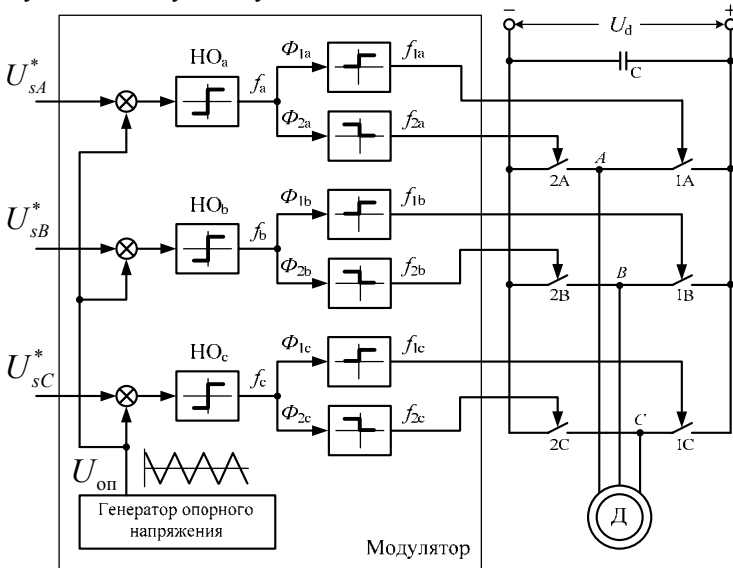 − U_d +
C
U*_sA
HO_a
f_a
Φ_1a
f_1a
Φ_2a
f_2a
A
2A
1A
U*_sB
HO_b
f_b
Φ_1b
f_1b
Φ_2b
f_2b
B
2B
1B
U*_sC
HO_c
f_c
Φ_1c
f_1c
Φ_2c
f_2c
C
2C
1C
U_оп
Генератор опорного
напряжения
Модулятор
Д